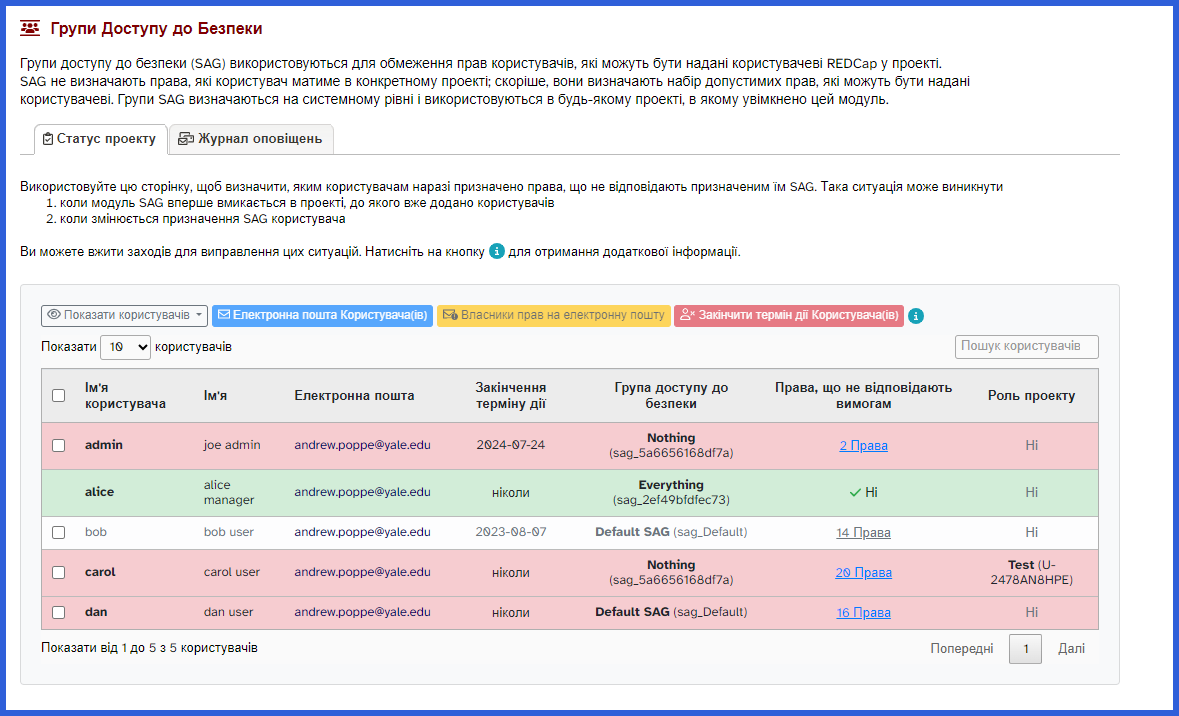 Групи Доступу до Безпеки
Групи доступу до безпеки (SAG) використовуються для обмеження прав користувачів, які можуть бути надані користувачеві REDCap у проекті.
SAG не визначають права, які користувач матиме в конкретному проекті; скоріше, вони визначають набір допустимих прав, які можуть бути надані
користувачеві. Групи SAG визначаються на системному рівні і використовуються в будь-якому проекті, в якому увімкнено цей модуль.
Статус проекту Журнал оповіщень
Використовуйте цю сторінку, щоб визначити, яким користувачам наразі призначено права, що не відповідають призначеним їм SAG. Така ситуація може виникнути
1. коли модуль SAG вперше вмикається в проекті, до якого вже додано користувачів
2. коли змінюється призначення SAG користувача
Ви можете вжити заходів для виправлення цих ситуацій. Натисніть на кнопку i для отримання додаткової інформації.
Показати користувачів Електронна пошта Користувача(ів) Власники прав на електронну пошту Закінчити термін дії Користувача(ів) i
Показати 10 користувачів Пошук користувачів
Ім'я користувача Ім'я Електронна пошта Закінчення терміну дії Група доступу до безпеки Права, що не відповідають вимогам Роль проекту
admin joe admin andrew.poppe@yale.edu 2024-07-24 Nothing (sag_5a6656168df7a) 2 Права Ні
alice alice manager andrew.poppe@yale.edu ніколи Everything (sag_2ef49bfdfec73) Ні Ні
bob bob user andrew.poppe@yale.edu 2023-08-07 Default SAG (sag_Default) 14 Права Ні
carol carol user andrew.poppe@yale.edu ніколи Nothing (sag_5a6656168df7a) 20 Права Test (U-2478AN8HPE)
dan dan user andrew.poppe@yale.edu ніколи Default SAG (sag_Default) 16 Права Ні
Показати від 1 до 5 з 5 користувачів Попередні 1 Далі